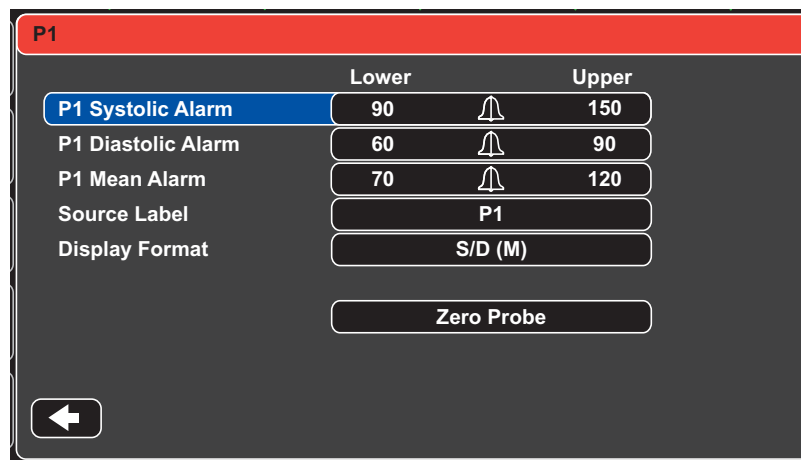 P1
Lower Upper
P1 Systolic Alarm 90 150
P1 Diastolic Alarm 60 90
P1 Mean Alarm 70 120
Source Label P1
Display Format S/D (M)
Zero Probe